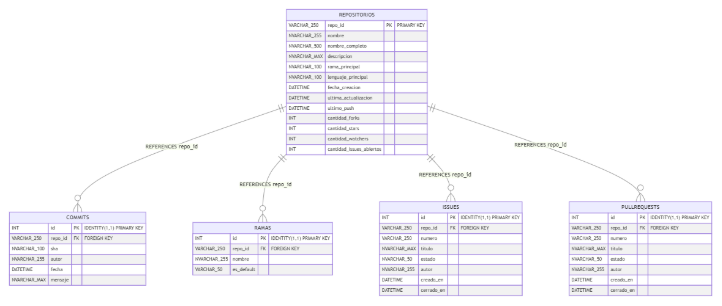 REPOSITORIOS
VARCHAR_250 repo_id PK PRIMARY KEY
NVARCHAR_255 nombre
NVARCHAR_500 nombre_completo
NVARCHAR_MAX descripcion
NVARCHAR_100 rama_principal
NVARCHAR_100 lenguaje_principal
DATETIME fecha_creacion
DATETIME ultima_actualizacion
DATETIME ultimo_push
INT cantidad_forks
INT cantidad_stars
INT cantidad_watchers
INT cantidad_issues_abiertos
REFERENCES repo_id
REFERENCES repo_id
REFERENCES repo_id
REFERENCES repo_id
COMMITS
INT id PK IDENTITY(1,1) PRIMARY KEY
VARCHAR_250 repo_id FK FOREIGN KEY
NVARCHAR_100 sha
NVARCHAR_255 autor
DATETIME fecha
NVARCHAR_MAX mensaje
RAMAS
INT id PK IDENTITY(1,1) PRIMARY KEY
VARCHAR_250 repo_id FK FOREIGN KEY
NVARCHAR_255 nombre
VARCHAR_50 es_default
ISSUES
INT id PK IDENTITY(1,1) PRIMARY KEY
VARCHAR_250 repo_id FK FOREIGN KEY
VARCHAR_250 numero
NVARCHAR_MAX titulo
NVARCHAR_50 estado
NVARCHAR_255 autor
DATETIME creado_en
DATETIME cerrado_en
PULLREQUESTS
INT id PK IDENTITY(1,1) PRIMARY KEY
VARCHAR_250 repo_id FK FOREIGN KEY
VARCHAR_250 numero
NVARCHAR_MAX titulo
NVARCHAR_50 estado
NVARCHAR_255 autor
DATETIME creado_en
DATETIME cerrado_en